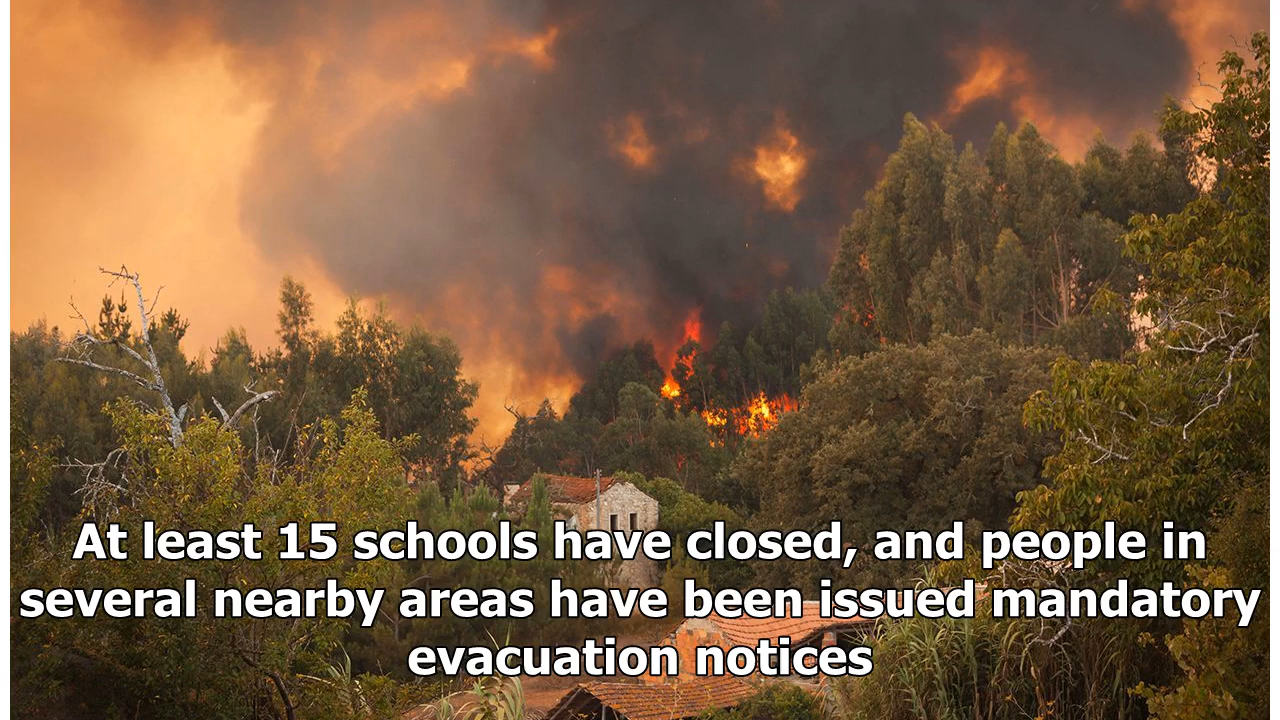 At least 15 schools have closed, and people in
several nearby areas have been issued mandatory
evacuation notices